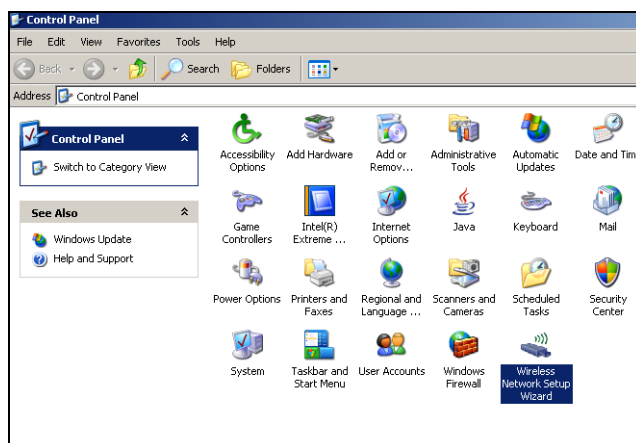 Control Panel
File Edit View Favorites Tools Help
Back Search Folders
Address Control Panel
Control Panel
Switch to Category View
See Also
Windows Update
Help and Support
Accessibility Options
Add Hardware
Add or Remov...
Administrative Tools
Automatic Updates
Date and Tim
Game Controllers
Intel(R) Extreme ...
Internet Options
Java
Keyboard
Mail
Power Options
Printers and Faxes
Regional and Language ...
Scanners and Cameras
Scheduled Tasks
Security Center
System
Taskbar and Start Menu
User Accounts
Windows Firewall
Wireless Network Setup Wizard